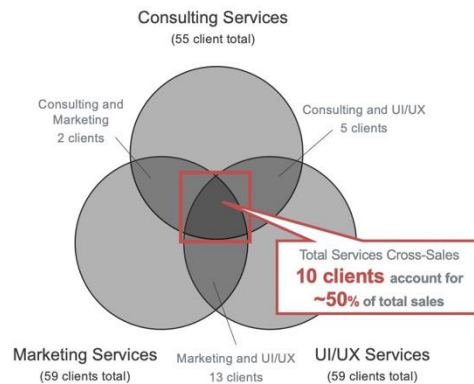 Consulting Services
(55 client total)
Consulting and
Marketing
2 clients
Consulting and UI/UX
5 clients
Total Services Cross-Sales
10 clients account for
~50% of total sales
Marketing Services
(59 clients total)
Marketing and UI/UX
13 clients
UI/UX Services
(59 clients total)